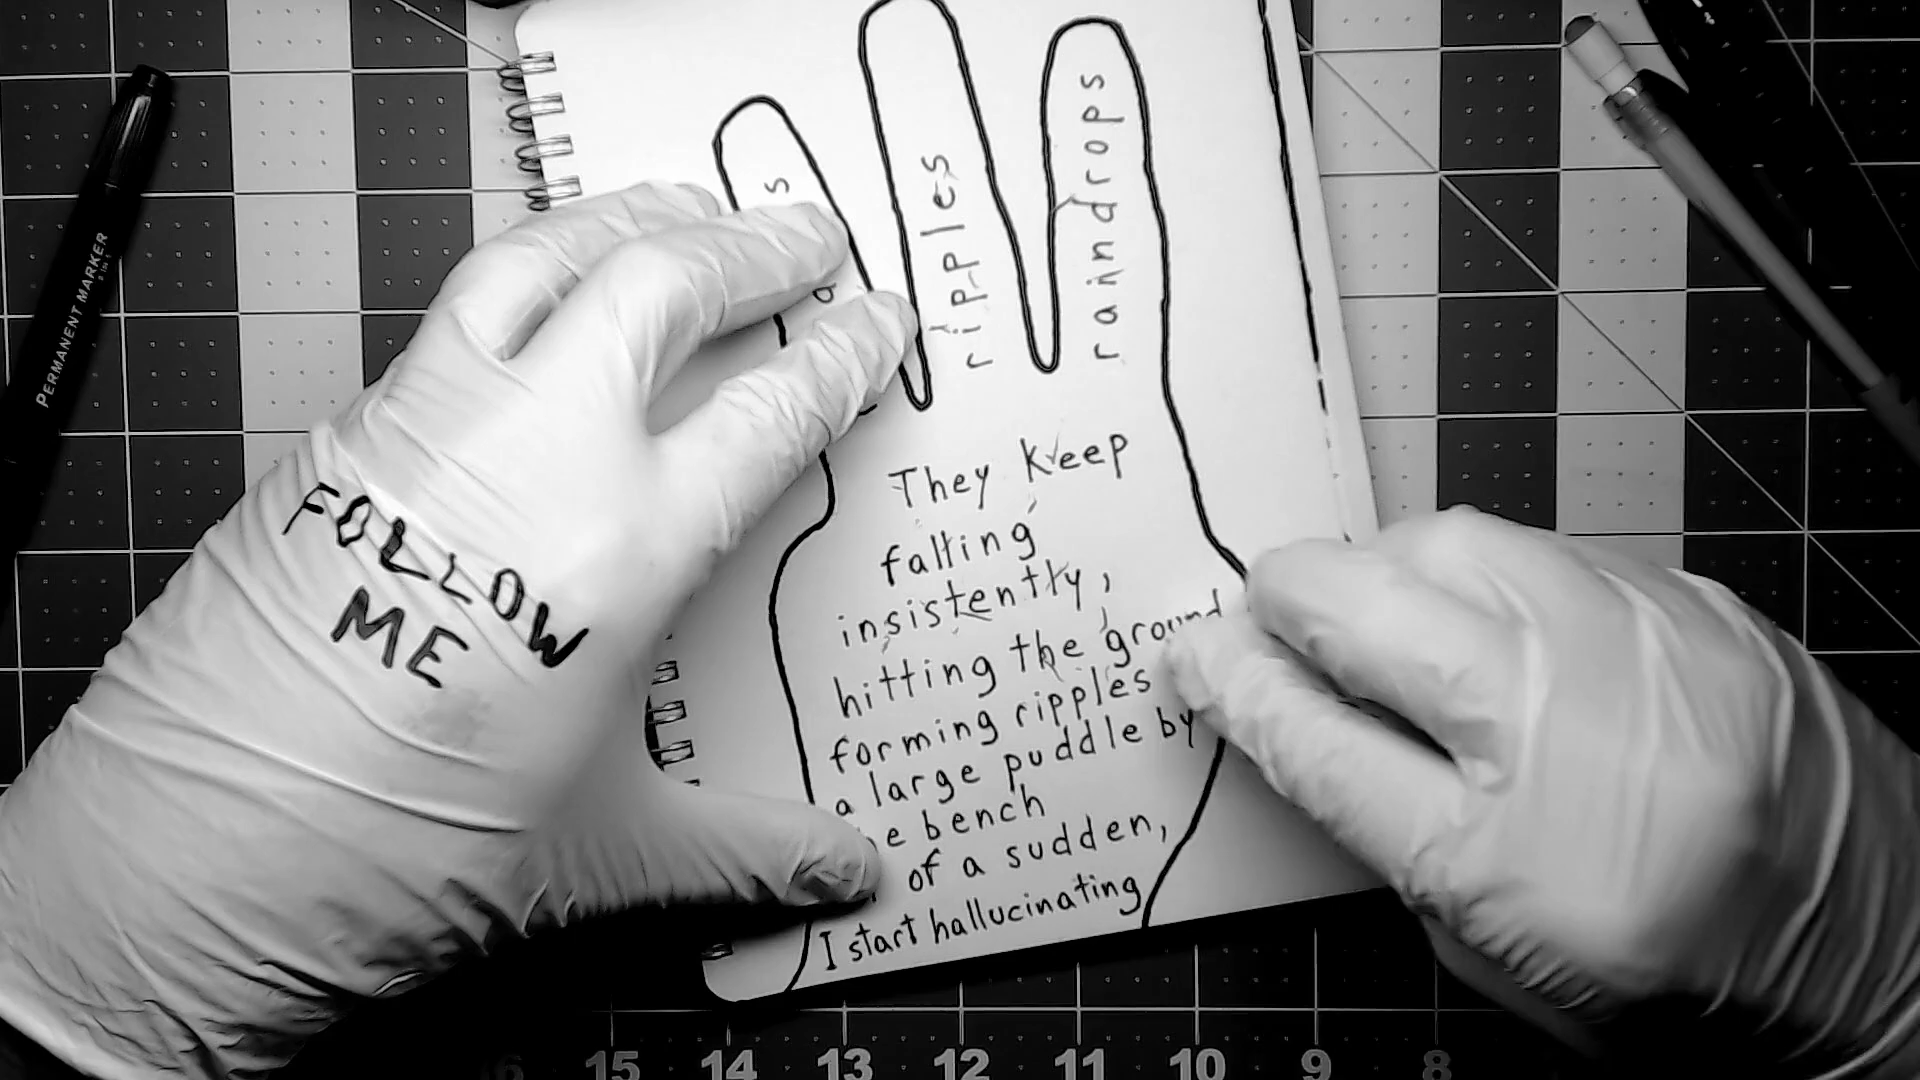 PERMANENT MARKER
FOLLOW
ME
ripples
raindrops
They keep
falling
insistently,
hitting the ground
forming ripples
a large puddle by
bench
of a sudden,
I start hallucinating
15 14 13 12 11 10 9 8